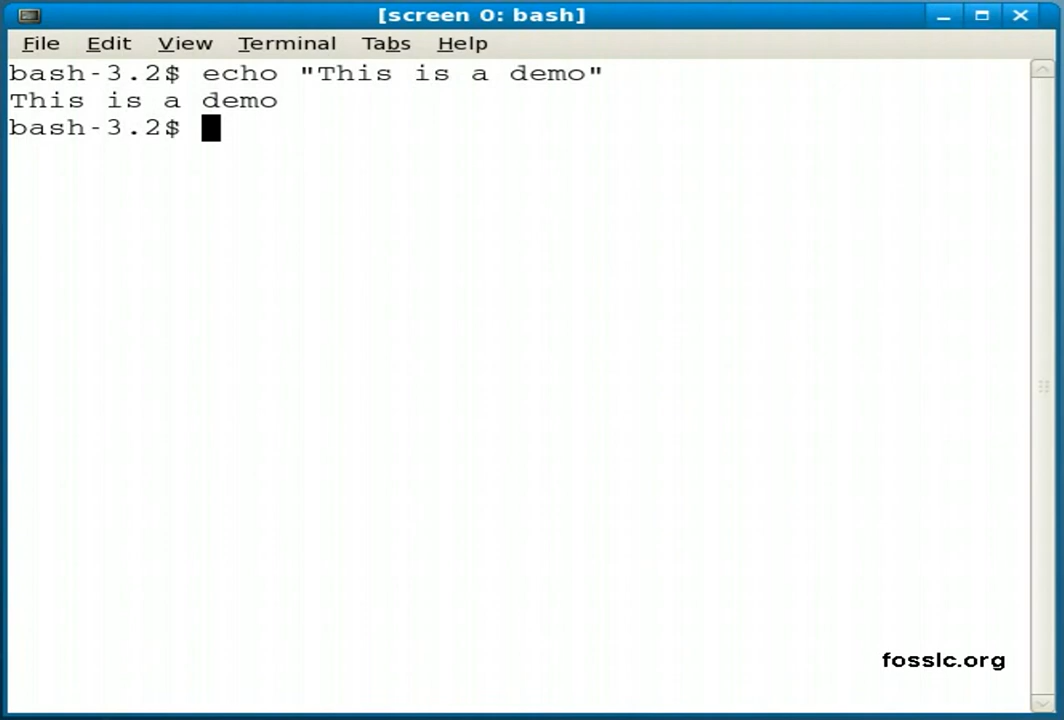 [screen 0: bash]
File Edit View Terminal Tabs Help
bash-3.2$ echo "This is a demo"
This is a demo
bash-3.2$
fosslc.org